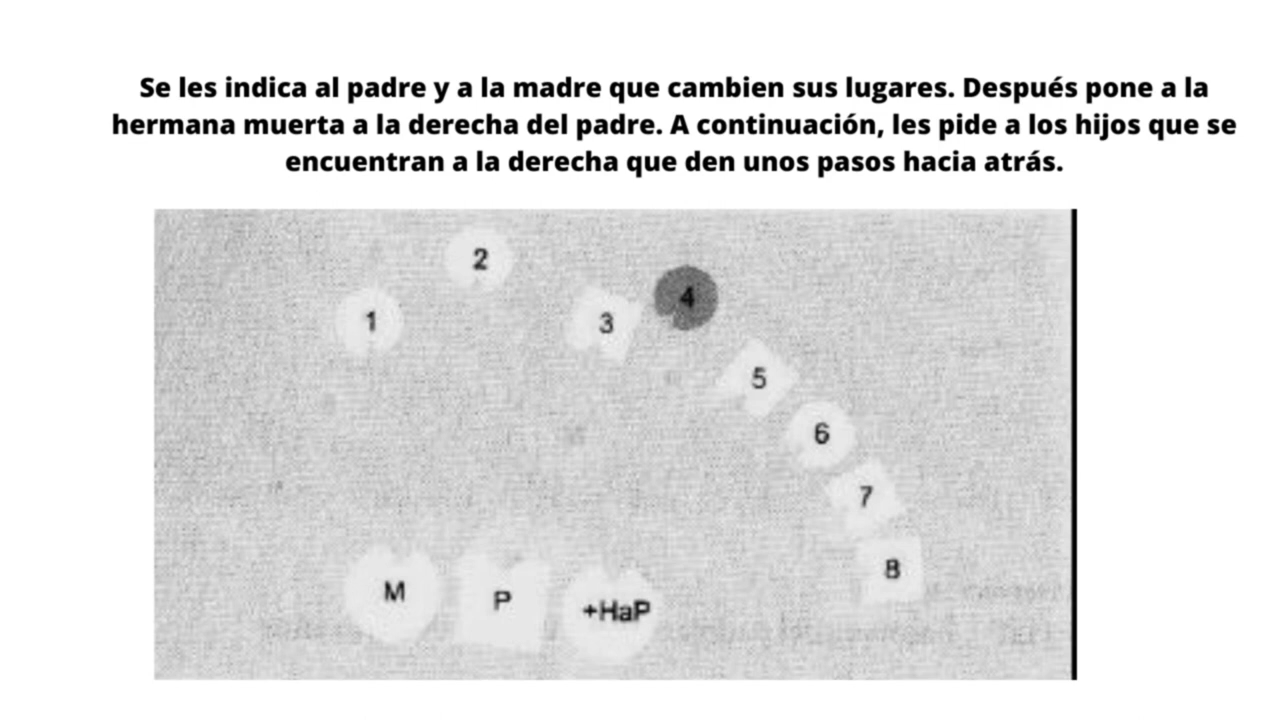 Se les indica al padre y a la madre que cambien sus lugares. Después pone a la
hermana muerta a la derecha del padre. A continuación, les pide a los hijos que se
encuentran a la derecha que den unos pasos hacia atrás.
2
4
1
3
5
6
7
8
M
P
+HaP